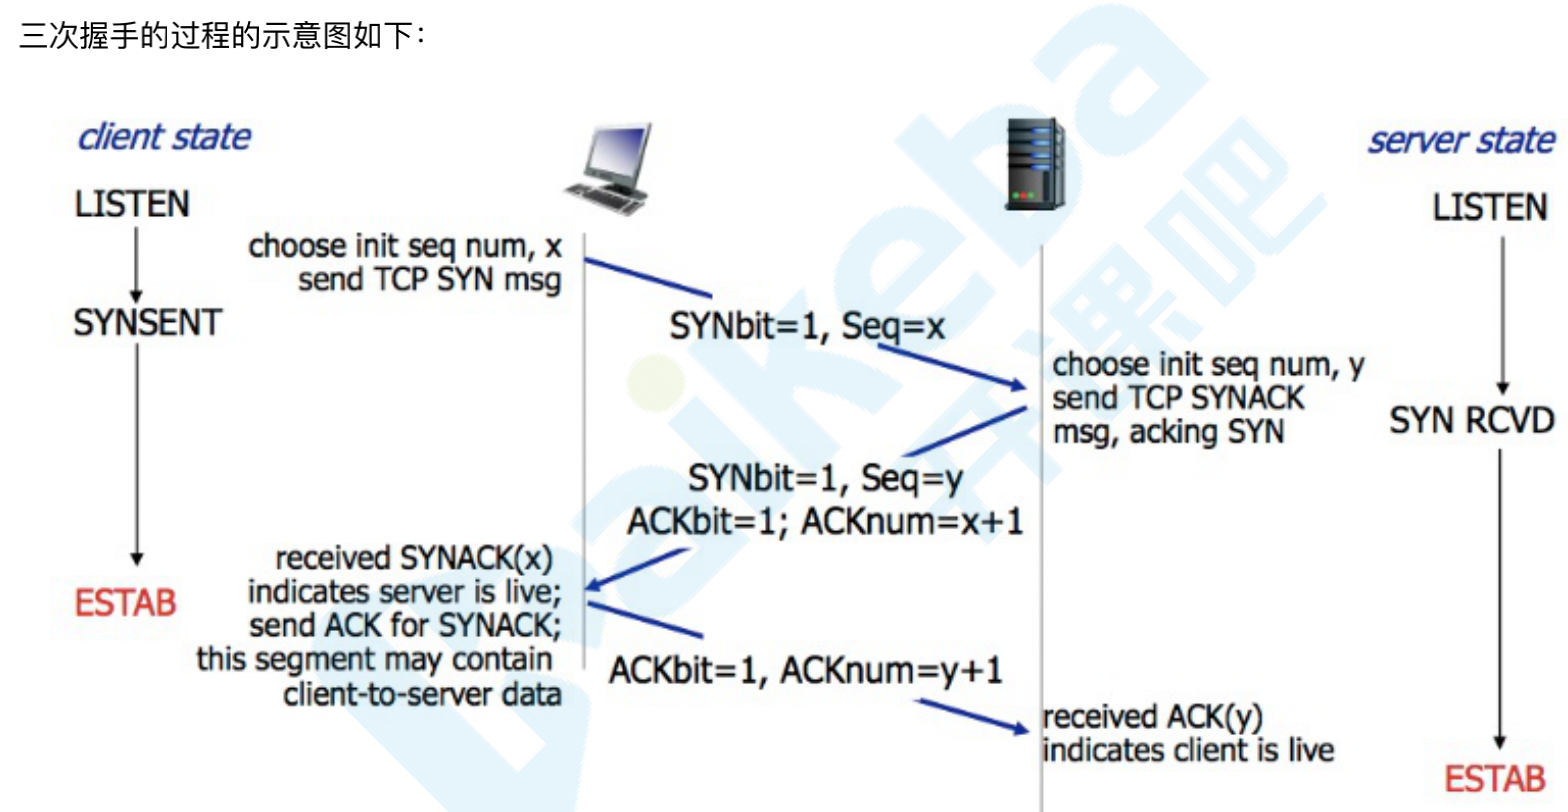 三次握手的过程的示意图如下：
client state
server state
LISTEN
LISTEN
choose init seq num, x
send TCP SYN msg
SYNSENT
SYNbit=1, Seq=x
choose init seq num, y
send TCP SYNACK
msg, acking SYN
SYN RCVD
SYNbit=1, Seq=y
ACKbit=1; ACKnum=x+1
received SYNACK(x)
indicates server is live;
send ACK for SYNACK;
this segment may contain
client-to-server data
ESTAB
ACKbit=1, ACKnum=y+1
received ACK(y)
indicates client is live
ESTAB
kaikeba
开课吧